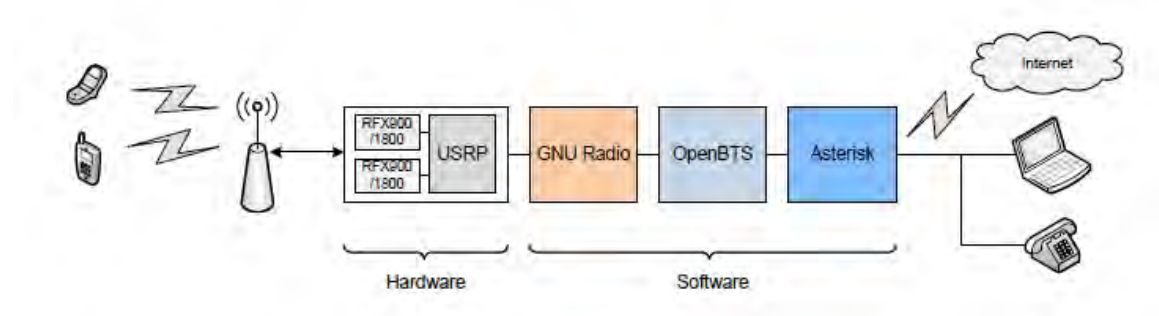 Internet
RFX900
/1800
RFX900
/1800
USRP
GNU Radio
OpenBTS
Asterisk
Hardware
Software